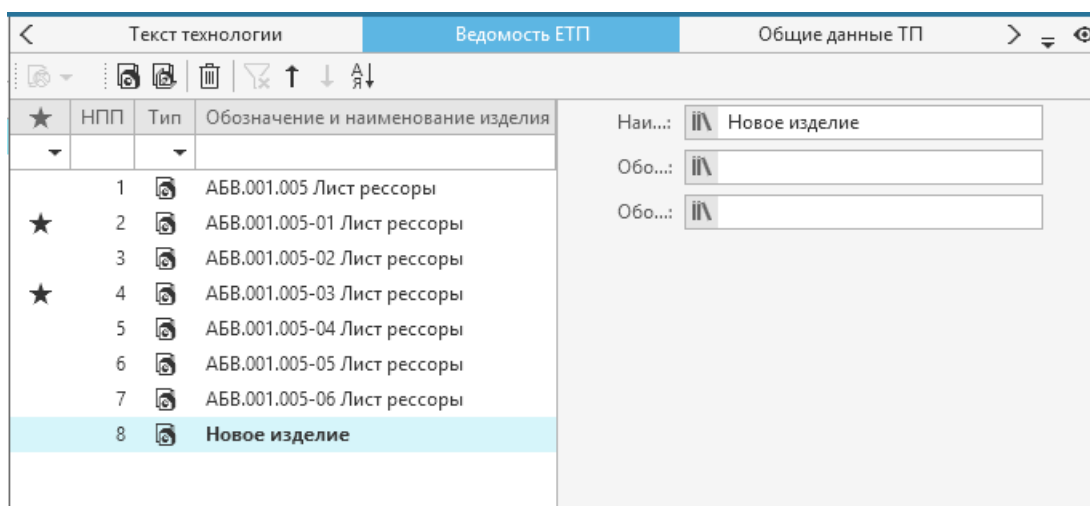 Текст технологии Ведомость ЕТП Общие данные ТП
НПП Тип Обозначение и наименование изделия
1 АБВ.001.005 Лист рессоры
2 АБВ.001.005-01 Лист рессоры
3 АБВ.001.005-02 Лист рессоры
4 АБВ.001.005-03 Лист рессоры
5 АБВ.001.005-04 Лист рессоры
6 АБВ.001.005-05 Лист рессоры
7 АБВ.001.005-06 Лист рессоры
8 Новое изделие
Наи...: Новое изделие
Обо...:
Обо...: